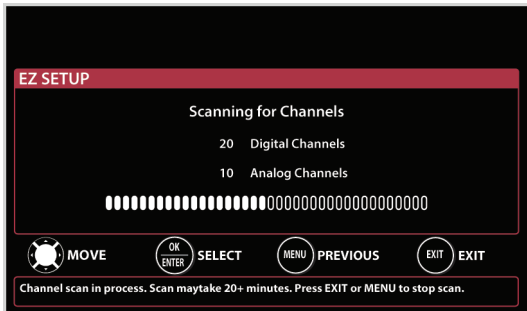 EZ SETUP
Scanning for Channels
20 Digital Channels
10 Analog Channels
MOVE OK ENTER SELECT MENU PREVIOUS EXIT EXIT
Channel scan in process. Scan maytake 20+ minutes. Press EXIT or MENU to stop scan.